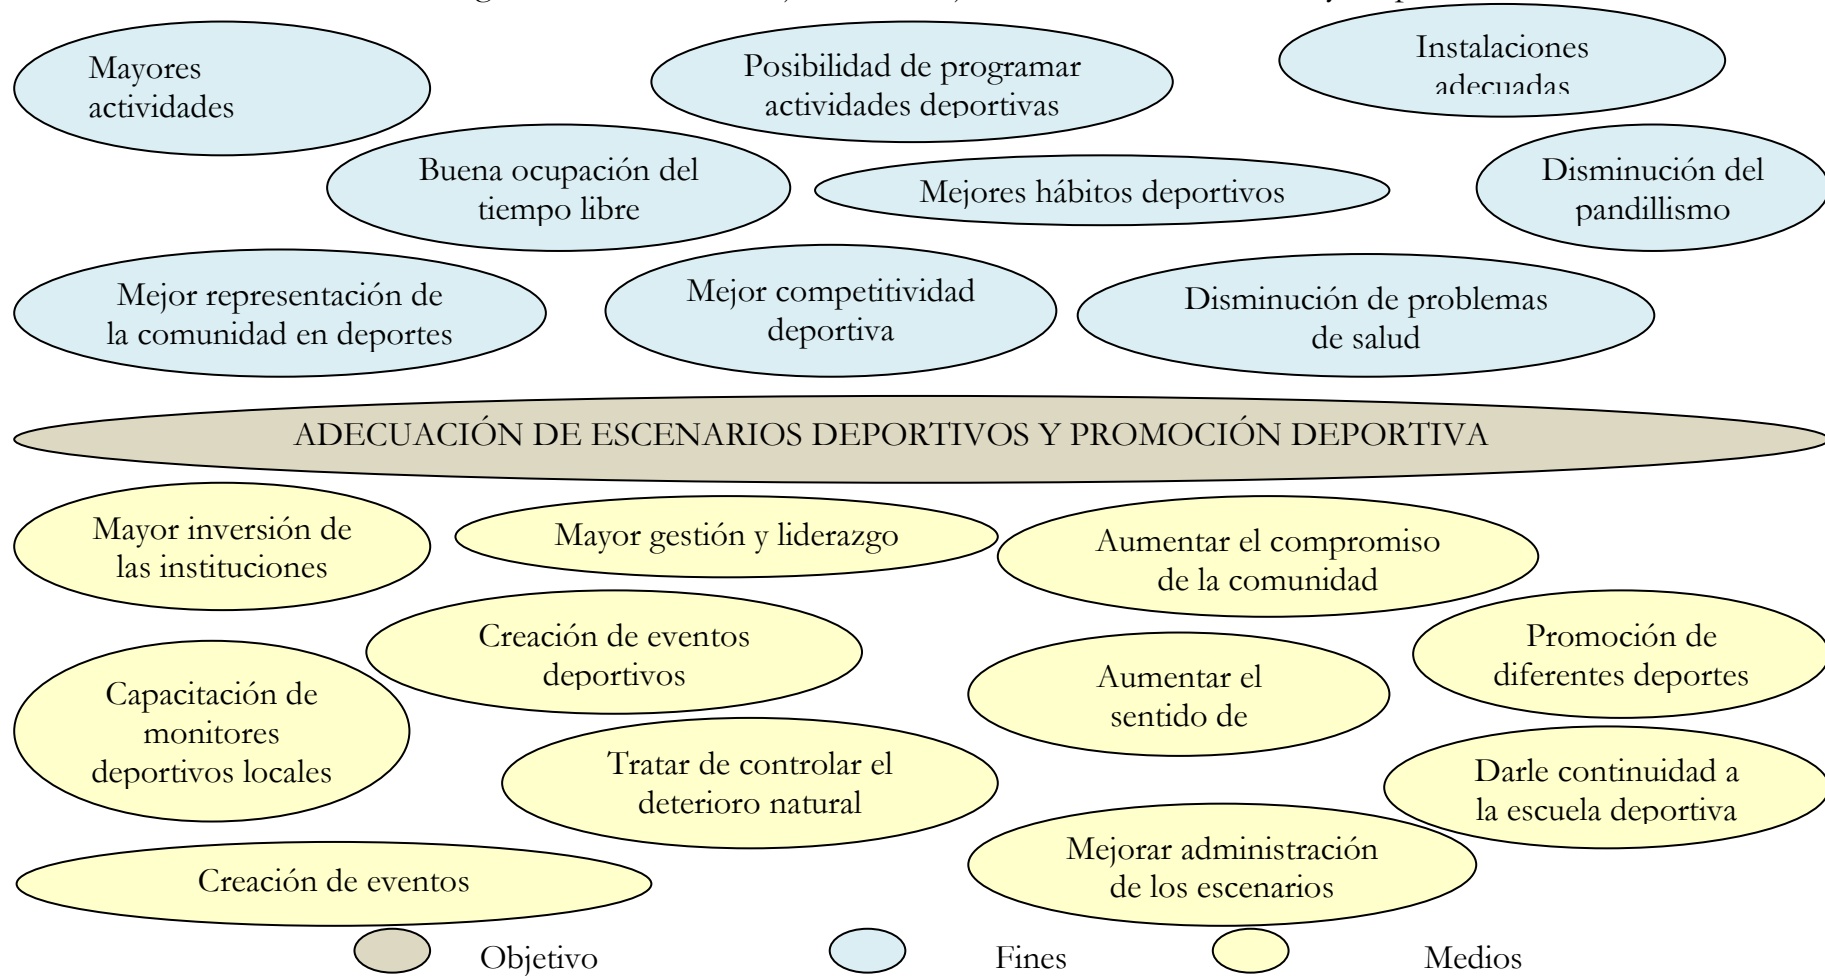 Mayores
actividades
Posibilidad de programar
actividades deportivas
Instalaciones
adecuadas
Buena ocupación del
tiempo libre
Mejores hábitos deportivos
Disminución del
pandillismo
Mejor representación de
la comunidad en deportes
Mejor competitividad
deportiva
Disminución de problemas
de salud
ADECUACIÓN DE ESCENARIOS DEPORTIVOS Y PROMOCIÓN DEPORTIVA
Mayor inversión de
las instituciones
Mayor gestión y liderazgo
Aumentar el compromiso
de la comunidad
Creación de eventos
deportivos
Promoción de
diferentes deportes
Capacitación de
monitores
deportivos locales
Aumentar el
sentido de
Tratar de controlar el
deterioro natural
Darle continuidad a
la escuela deportiva
Mejorar administración
de los escenarios
Creación de eventos
Objetivo
Fines
Medios